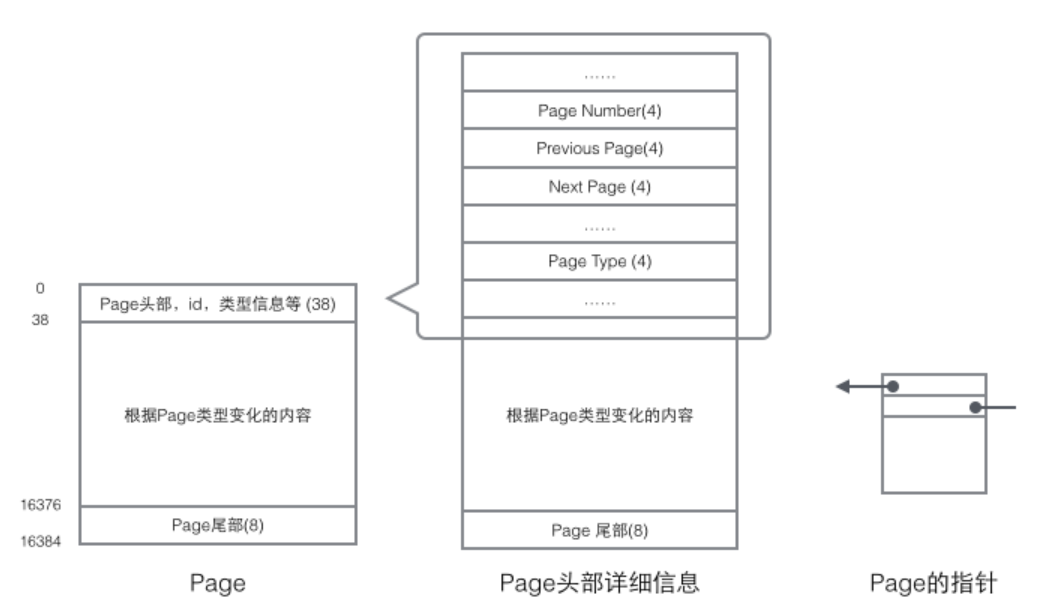 ……
Page Number(4)
Previous Page(4)
Next Page (4)
……
Page Type (4)
……
根据Page类型变化的内容
Page 尾部(8)
Page头部详细信息
0
38
16376
16384
Page头部，id，类型信息等 (38)
根据Page类型变化的内容
Page尾部(8)
Page
Page的指针